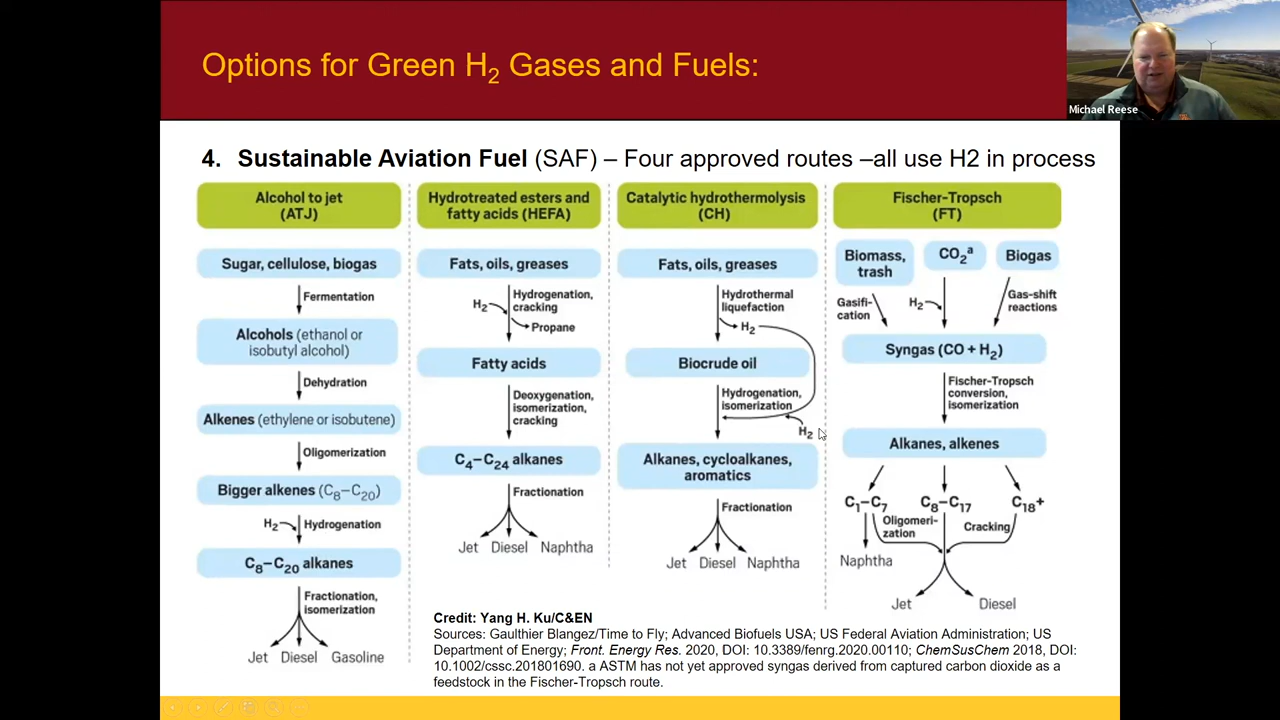 Options for Green H2 Gases and Fuels:
Michael Reese
4. Sustainable Aviation Fuel (SAF) – Four approved routes –all use H2 in process
Alcohol to jet
(ATJ)
Sugar, cellulose, biogas
Fermentation
Alcohols (ethanol or
isobutyl alcohol)
Dehydration
Alkenes (ethylene or isobutene)
Oligomerization
Bigger alkenes (C8–C20)
H2
Hydrogenation
C8–C20 alkanes
Fractionation,
isomerization
Jet Diesel Gasoline
Hydrotreated esters and
fatty acids (HEFA)
Fats, oils, greases
H2
Hydrogenation,
cracking
Propane
Fatty acids
Deoxygenation,
isomerization,
cracking
C4–C24 alkanes
Fractionation
Jet Diesel Naphtha
Catalytic hydrothermolysis
(CH)
Fats, oils, greases
Hydrothermal
liquefaction
H2
Biocrude oil
Hydrogenation,
isomerization
H2
Alkanes, cycloalkanes,
aromatics
Fractionation
Jet Diesel Naphtha
Fischer-Tropsch
(FT)
Biomass,
trash
CO2a
Biogas
Gasifi-
cation
H2
Gas-shift
reactions
Syngas (CO + H2)
Fischer-Tropsch
conversion,
isomerization
Alkanes, alkenes
C1–C7 C8–C17 C18+
Oligomeri-
zation
Cracking
Naphtha
Jet Diesel
Credit: Yang H. Ku/C&EN
Sources: Gaulthier Blangez/Time to Fly; Advanced Biofuels USA; US Federal Aviation Administration; US
Department of Energy; Front. Energy Res. 2020, DOI: 10.3389/fenrg.2020.00110; ChemSusChem 2018, DOI:
10.1002/cssc.201801690. a ASTM has not yet approved syngas derived from captured carbon dioxide as a
feedstock in the Fischer-Tropsch route.